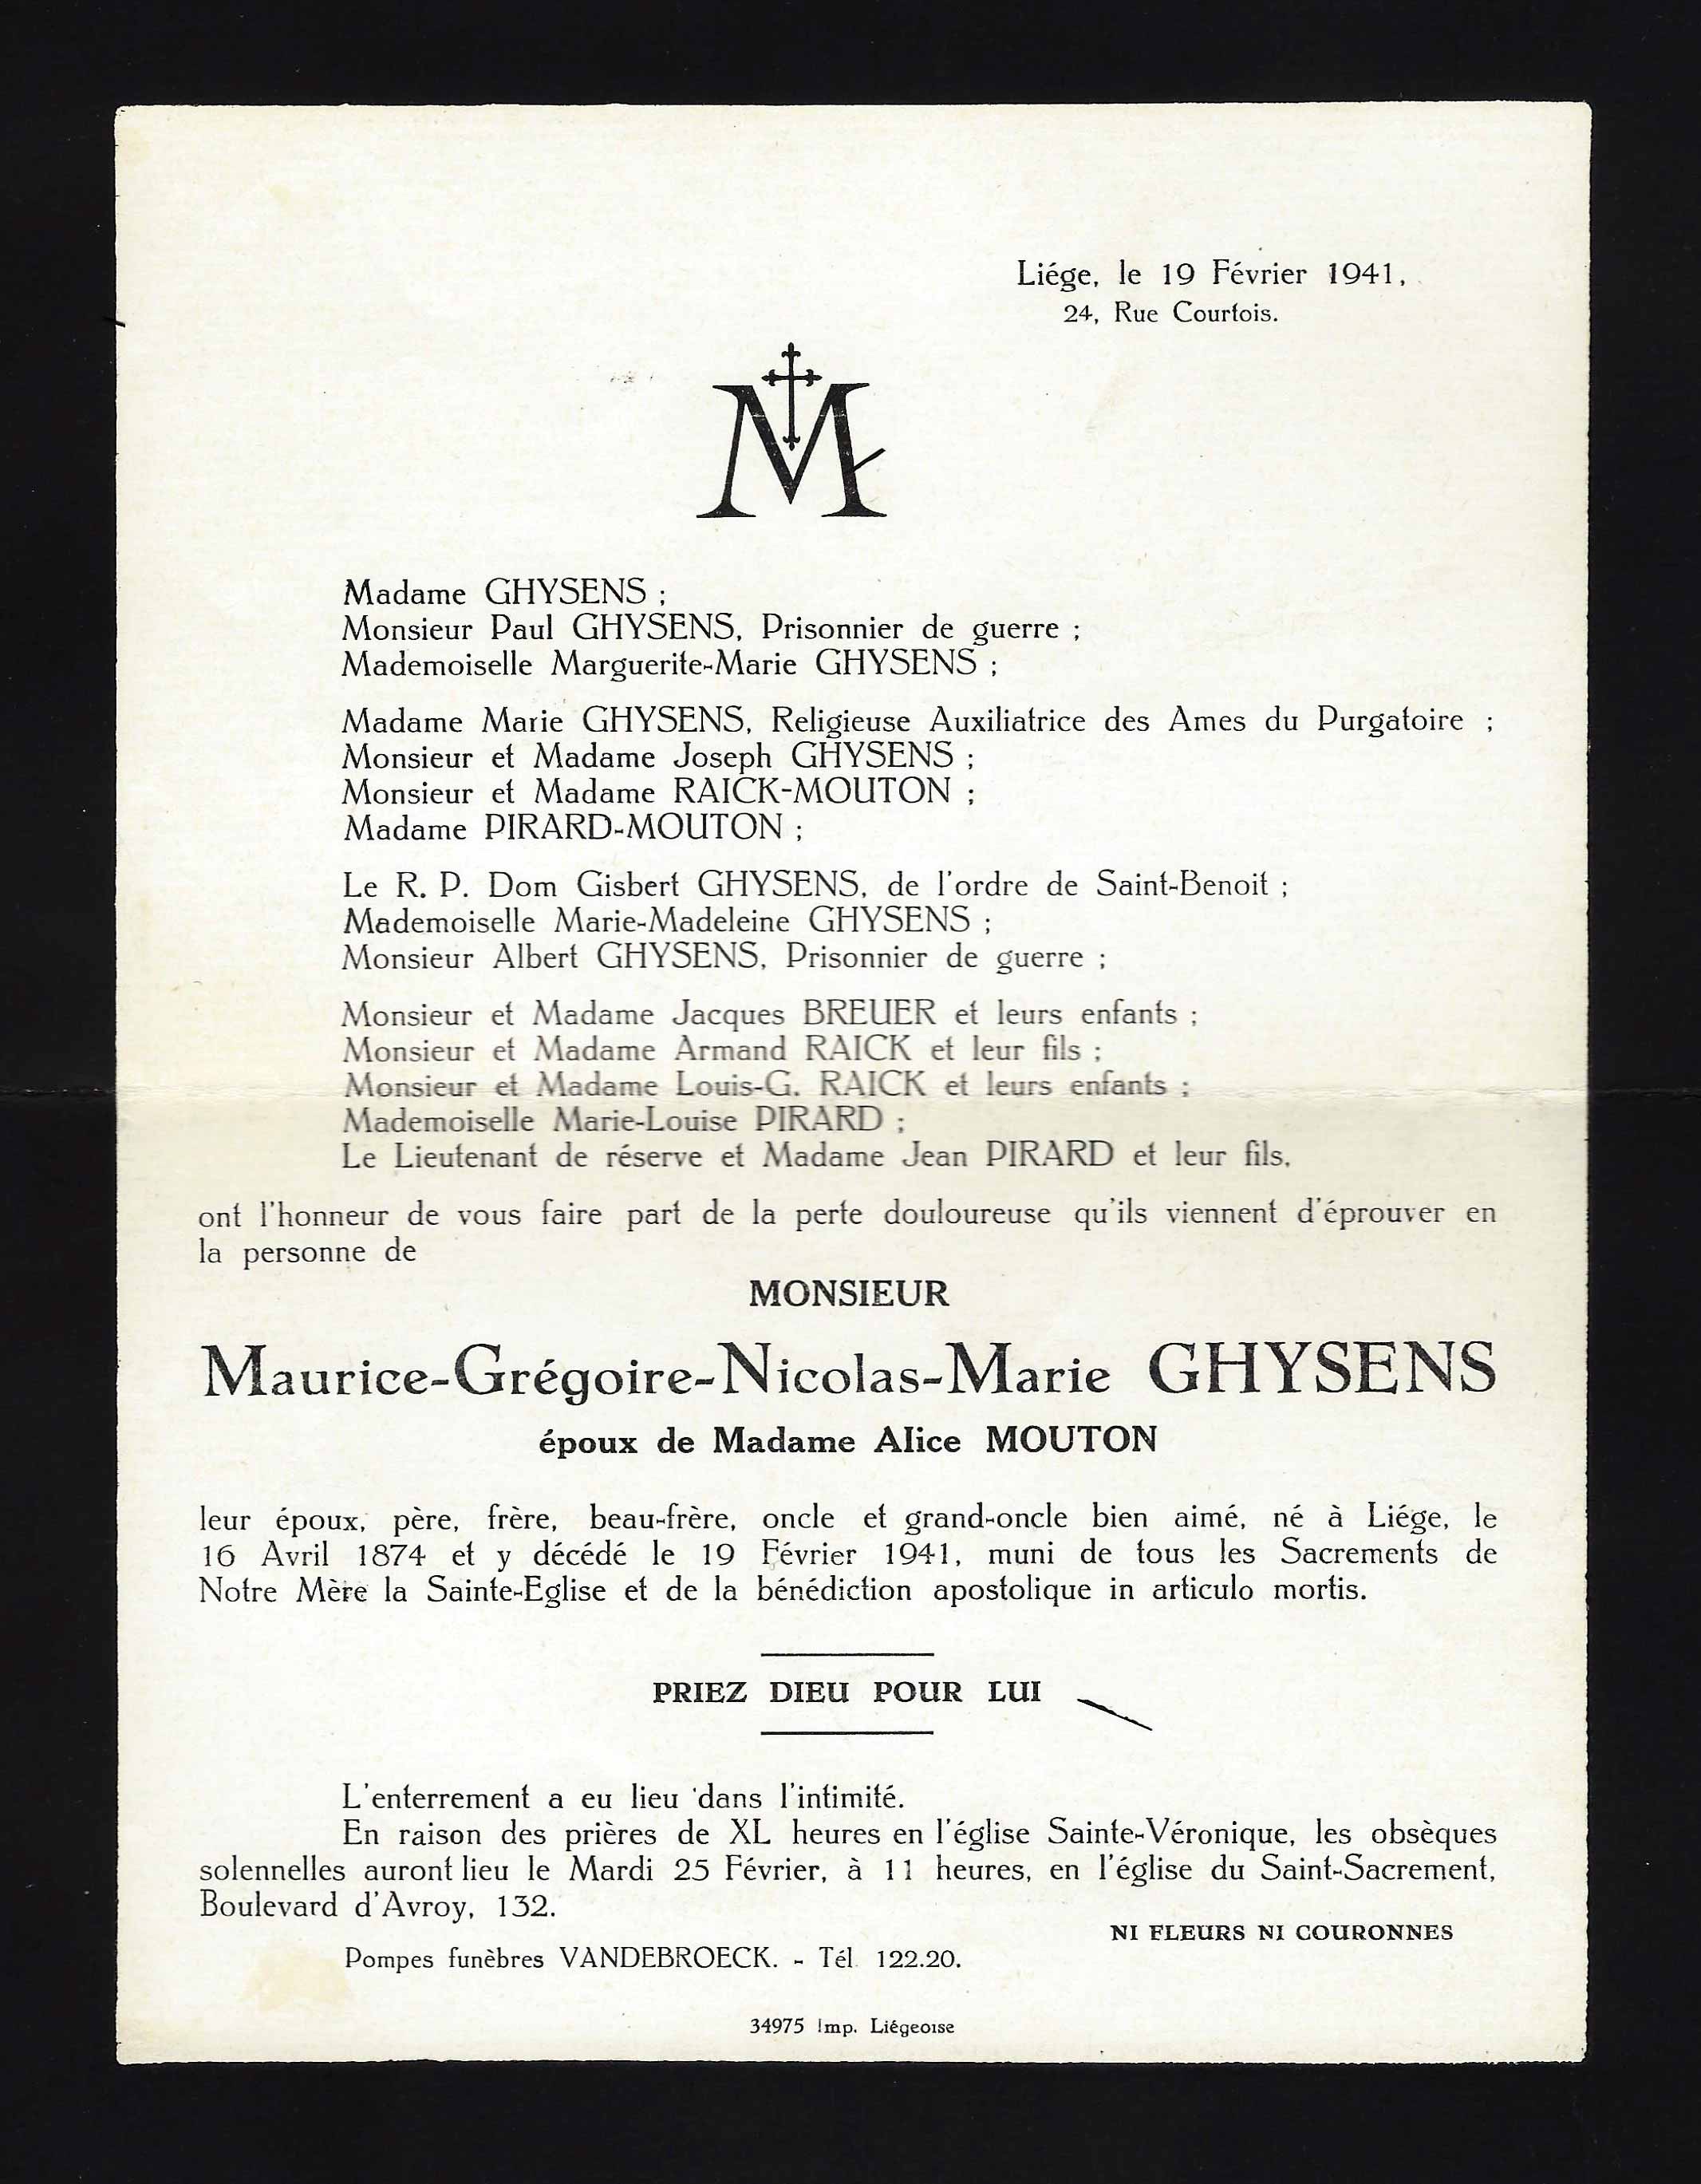 Liége, le 19 Février 1941,
24, Rue Courtois.
M
Madame GHYSENS ;
Monsieur Paul GHYSENS, Prisonnier de guerre ;
Mademoiselle Marguerite-Marie GHYSENS ;
Madame Marie GHYSENS, Religieuse Auxiliatrice des Ames du Purgatoire ;
Monsieur et Madame Joseph GHYSENS ;
Monsieur et Madame RAICK-MOUTON ;
Madame PIRARD-MOUTON ;
Le R. P. Dom Gisbert GHYSENS, de l'ordre de Saint-Benoit ;
Mademoiselle Marie-Madeleine GHYSENS ;
Monsieur Albert GHYSENS, Prisonnier de guerre ;
Monsieur et Madame Jacques BREUER et leurs enfants ;
Monsieur et Madame Armand RAICK et leur fils ;
Monsieur et Madame Louis-G. RAICK et leurs enfants ;
Mademoiselle Marie-Louise PIRARD ;
Le Lieutenant de réserve et Madame Jean PIRARD et leur fils,
ont l'honneur de vous faire part de la perte douloureuse qu'ils viennent d'éprouver en
la personne de
MONSIEUR
Maurice-Grégoire-Nicolas-Marie GHYSENS
époux de Madame Alice MOUTON
leur époux, père, frère, beau-frère, oncle et grand-oncle bien aimé, né à Liége, le
16 Avril 1874 et y décédé le 19 Février 1941, muni de tous les Sacrements de
Notre Mère la Sainte-Eglise et de la bénédiction apostolique in articulo mortis.
PRIEZ DIEU POUR LUI
L'enterrement a eu lieu dans l'intimité.
En raison des prières de XL heures en l'église Sainte-Véronique, les obsèques
solennelles auront lieu le Mardi 25 Février, à 11 heures, en l'église du Saint-Sacrement,
Boulevard d'Avroy, 132.
NI FLEURS NI COURONNES
Pompes funèbres VANDEBROECK. - Tél. 122.20.
34975 Imp. Liégeoise